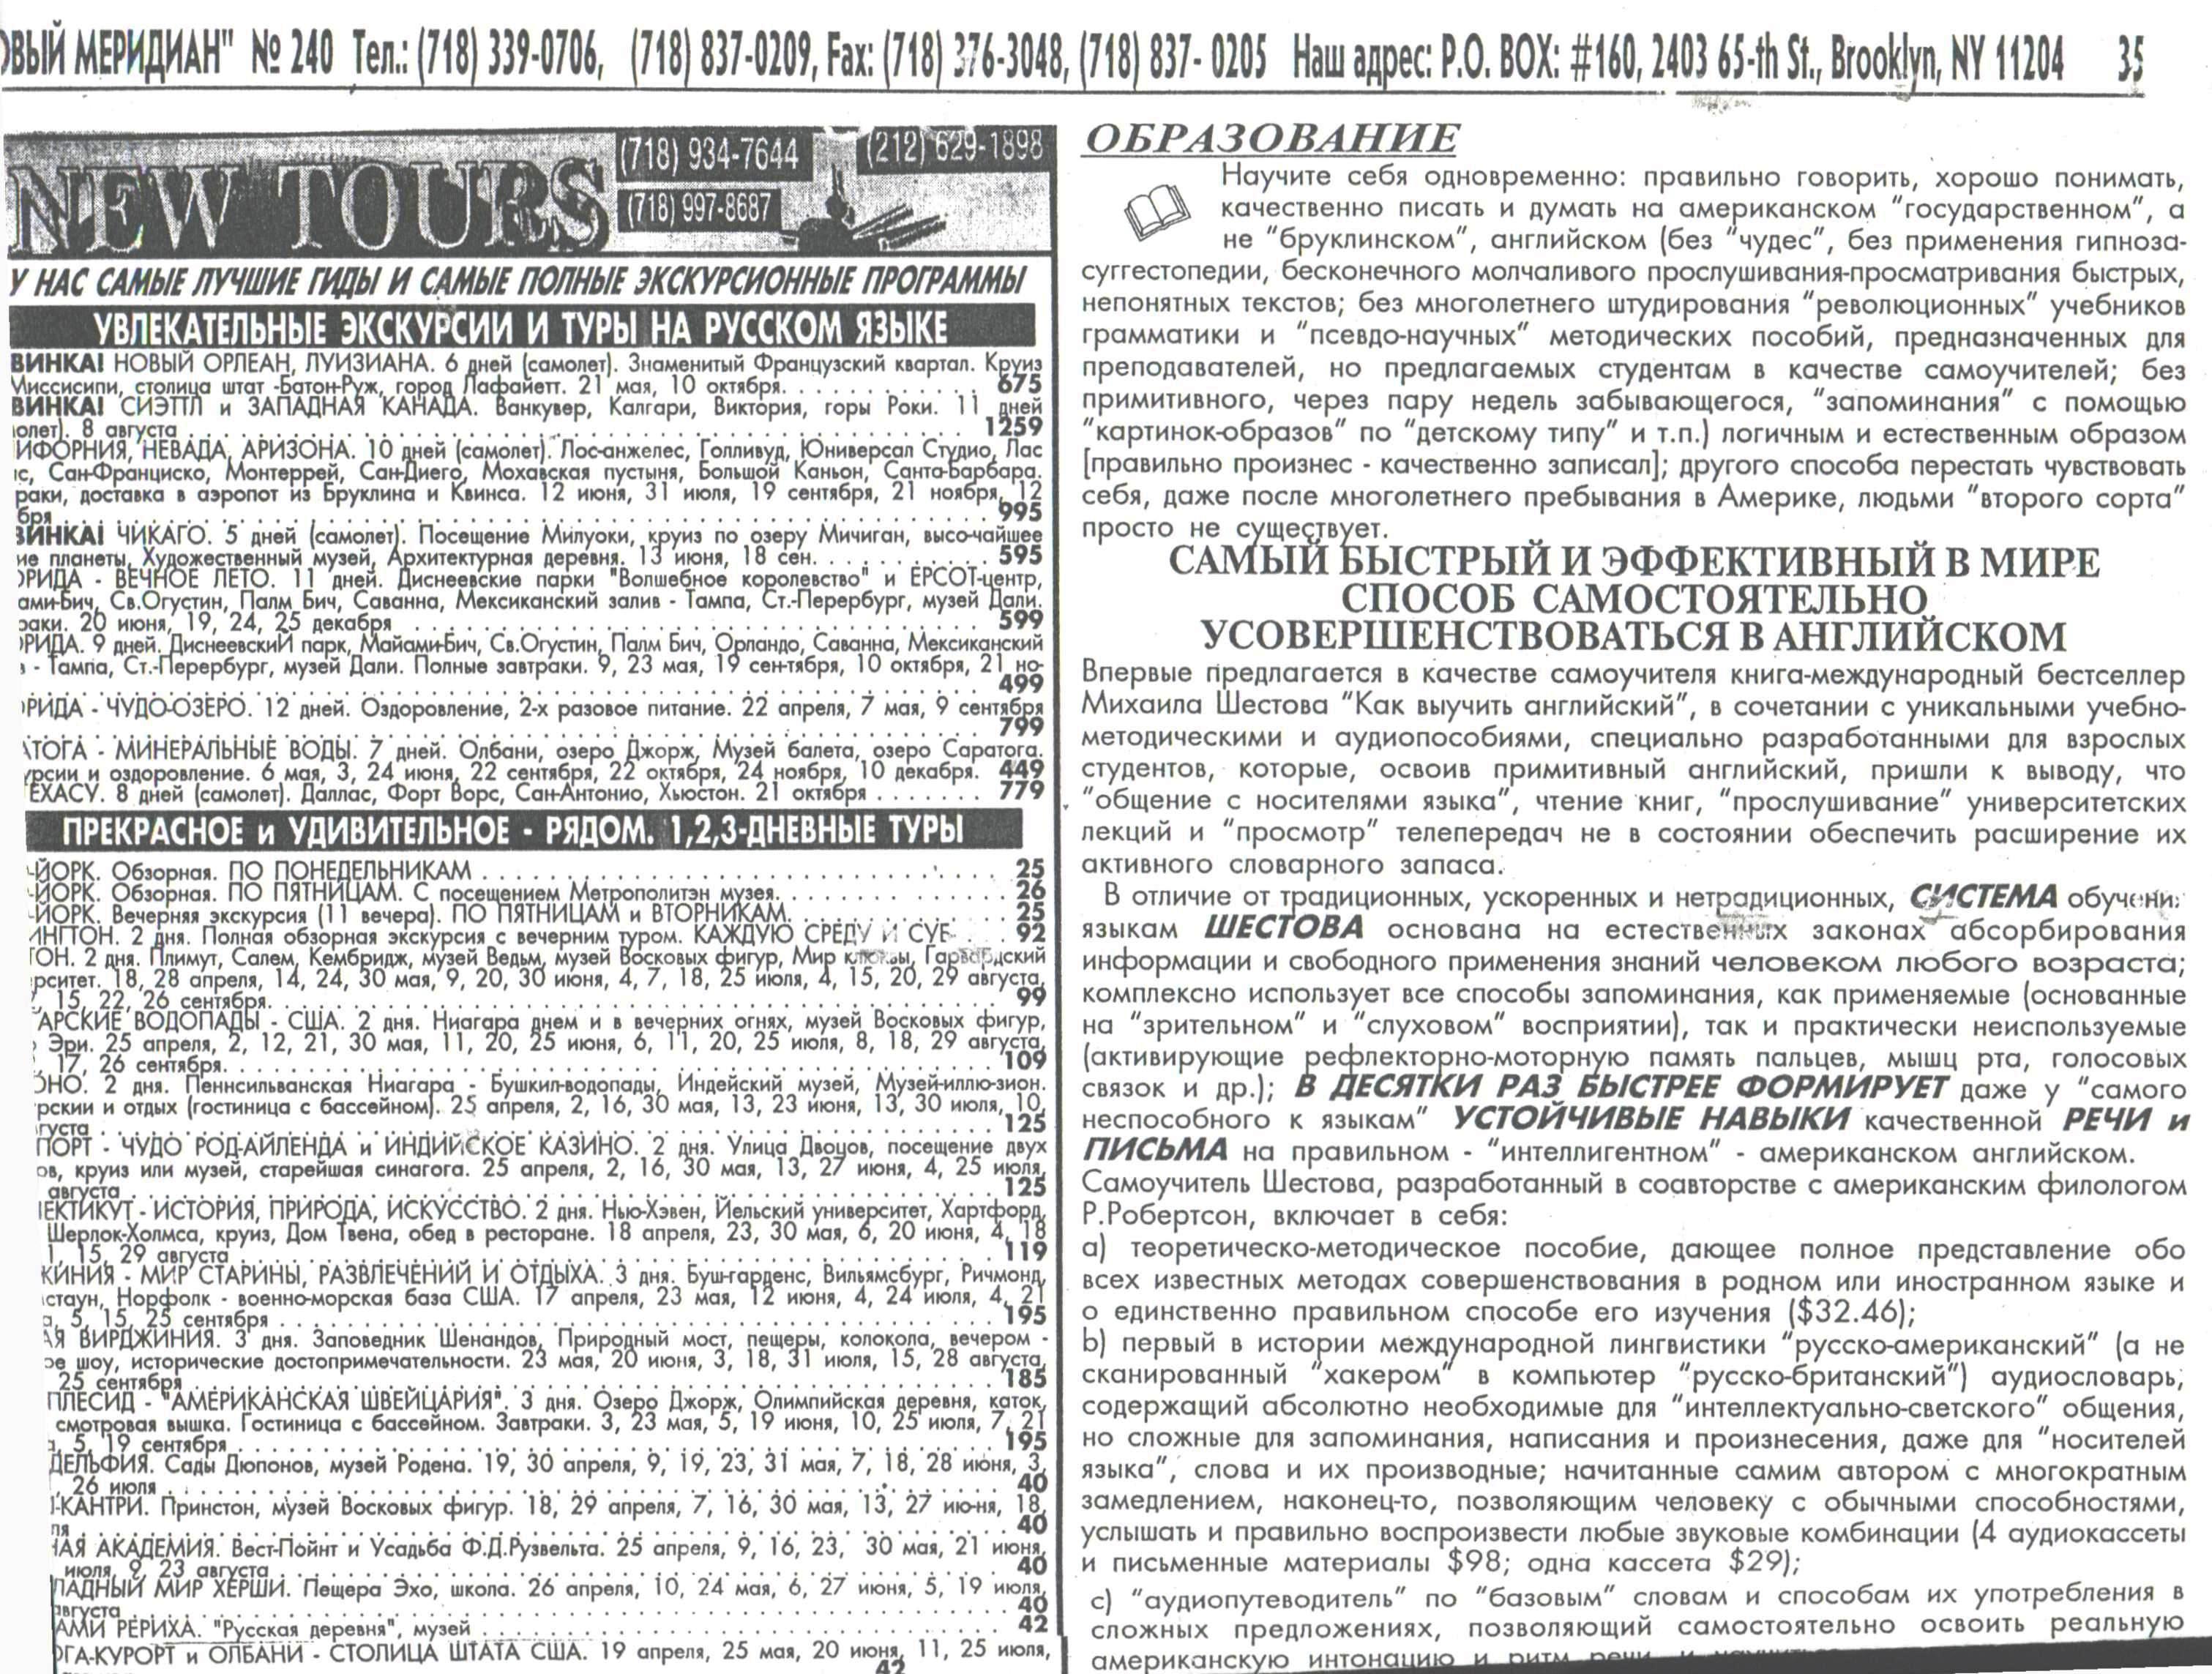 ОВЫЙ МЕРИДИАН" № 240 Тел.: (718) 339-0706, (718) 837-0209, Fax: (718) 376-3048, (718) 837- 0205 Наш адрес: P.O. BOX: #160, 2403 65-th St., Brooklyn, NY 11204 35
NEW TOURS
(718) 934-7644
(212) 629-1898
(718) 997-8687
У НАС САМЫЕ ЛУЧШИЕ ГИДЫ И САМЫЕ ПОЛНЫЕ ЭКСКУРСИОННЫЕ ПРОГРАММЫ
УВЛЕКАТЕЛЬНЫЕ ЭКСКУРСИИ И ТУРЫ НА РУССКОМ ЯЗЫКЕ
ВИНКА! НОВЫЙ ОРЛЕАН, ЛУИЗИАНА. 6 дней (самолет). Знаменитый Французский квартал. Круиз
Миссисипи, столица штат -Батон-Руж, город Лафайетт. 21 мая, 10 октября. 675
ВИНКА! СИЭТЛ и ЗАПАДНАЯ КАНАДА. Ванкувер, Калгари, Виктория, горы Роки. 11 дней
олет). 8 августа 1259
ИФОРНИЯ, НЕВАДА, АРИЗОНА. 10 дней (самолет). Лос-анжелес, Голливуд, Юниверсал Студио, Лас
с, Сан-Франциско, Монтеррей, Сан-Диего, Мохавская пустыня, Большой Каньон, Санта-Барбара.
раки, доставка в аэропот из Бруклина и Квинса. 12 июня, 31 июля, 19 сентября, 21 ноября, 12
бря 995
ВИНКА! ЧИКАГО. 5 дней (самолет). Посещение Милуоки, круиз по озеру Мичиган, высо-чайшее
ие планеты, Художественный музей, Архитектурная деревня. 13 июня, 18 сен. 595
ОРИДА - ВЕЧНОЕ ЛЕТО. 11 дней. Диснеевские парки "Волшебное королевство" и ЕРСОТ-центр,
ами-Бич, Св.Огустин, Палм Бич, Саванна, Мексиканский залив - Тампа, Ст.-Перербург, музей Дали.
раки. 20 июня, 19, 24, 25 декабря 599
ОРИДА. 9 дней. ДиснеевскиЙ парк, Майами-Бич, Св.Огустин, Палм Бич, Орландо, Саванна, Мексиканский
в - Тампа, Ст.-Перербург, музей Дали. Полные завтраки. 9, 23 мая, 19 сен-тября, 10 октября, 21 но-
499
ОРИДА - ЧУДО-ОЗЕРО. 12 дней. Оздоровление, 2-х разовое питание. 22 апреля, 7 мая, 9 сентября
799
АТОГА - МИНЕРАЛЬНЫЕ ВОДЫ. 7 дней. Олбани, озеро Джорж, Музей балета, озеро Саратога.
урсии и оздоровление. 6 мая, 3, 24 июня, 22 сентября, 22 октября, 24 ноября, 10 декабря. 449
ТЕХАСУ. 8 дней (самолет). Даллас, Форт Ворс, Сан-Антонио, Хьюстон. 21 октября 779
ПРЕКРАСНОЕ и УДИВИТЕЛЬНОЕ - РЯДОМ. 1,2,3-ДНЕВНЫЕ ТУРЫ
-ЙОРК. Обзорная. ПО ПОНЕДЕЛЬНИКАМ 25
-ЙОРК. Обзорная. ПО ПЯТНИЦАМ. С посещением Метрополитэн музея. 26
-ЙОРК. Вечерняя экскурсия (11 вечера). ПО ПЯТНИЦАМ и ВТОРНИКАМ. 25
ИНГТОН. 2 дня. Полная обзорная экскурсия с вечерним туром. КАЖДУЮ СРЕДУ И СУБ- 92
ТОН. 2 дня. Плимут, Салем, Кембридж, музей Ведьм, музей Восковых фигур, Мир клюквы, Гарвардский
рситет. 18, 28 апреля, 14, 24, 30 мая, 9, 20, 30 июня, 4, 7, 18, 25 июля, 4, 15, 20, 29 августа,
, 15, 22, 26 сентября. 99
АРСКИЕ ВОДОПАДЫ - США. 2 дня. Ниагара днем и в вечерних огнях, музей Восковых фигур,
Эри. 25 апреля, 2, 12, 21, 30 мая, 11, 20, 25 июня, 6, 11, 20, 25 июля, 8, 18, 29 августа,
, 17, 26 сентября. 109
ОНО. 2 дня. Пеннсильванская Ниагара - Бушкил-водопады, Индейский музей, Музей-иллю-зион.
рскии и отдых (гостиница с бассейном). 25 апреля, 2, 16, 30 мая, 13, 23 июня, 13, 30 июля, 10,
густа 125
ПОРТ - ЧУДО РОД-АЙЛЕНДА и ИНДИЙСКОЕ КАЗИНО. 2 дня. Улица Двоцов, посещение двух
ов, круиз или музей, старейшая синагога. 25 апреля, 2, 16, 30 мая, 13, 27 июня, 4, 25 июля,
августа 125
ЕКТИКУТ - ИСТОРИЯ, ПРИРОДА, ИСКУССТВО. 2 дня. Нью-Хэвен, Йельский университет, Хартфорд,
Шерлок-Холмса, круиз, Дом Твена, обед в ресторане. 18 апреля, 23, 30 мая, 6, 20 июня, 4, 18
1, 15, 29 августа 119
КИНИЯ - МИР СТАРИНЫ, РАЗВЛЕЧЕНИЙ И ОТДЫХА. 3 дня. Буш-гарденс, Вильямсбург, Ричмонд,
стаун, Норфолк - военно-морская база США. 17 апреля, 23 мая, 12 июня, 4, 24 июля, 4, 21
а, 5, 15, 25 сентября 195
АЯ ВИРДЖИНИЯ. 3 дня. Заповедник Шенандов, Природный мост, пещеры, колокола, вечером -
ое шоу, исторические достопримечательности. 23 мая, 20 июня, 3, 18, 31 июля, 15, 28 августа,
25 сентября 185
ПЛЕСИД - "АМЕРИКАНСКАЯ ШВЕЙЦАРИЯ". 3 дня. Озеро Джорж, Олимпийская деревня, каток,
смотровая вышка. Гостиница с бассейном. Завтраки. 3, 23 мая, 5, 19 июня, 10, 25 июля, 7, 21
а, 5, 19 сентября 195
ДЕЛЬФИЯ. Сады Дюпонов, музей Родена. 19, 30 апреля, 9, 19, 23, 31 мая, 7, 18, 28 июня, 3,
, 26 июля 40
-КАНТРИ. Принстон, музей Восковых фигур. 18, 29 апреля, 7, 16, 30 мая, 13, 27 ию-ня, 18,
ля 40
НАЯ АКАДЕМИЯ. Вест-Пойнт и Усадьба Ф.Д.Рузвельта. 25 апреля, 9, 16, 23, 30 мая, 21 июня,
июля, 9, 23 августа 40
ЛАДНЫЙ МИР ХЕРШИ. Пещера Эхо, школа. 26 апреля, 10, 24 мая, 6, 27 июня, 5, 19 июля,
августа 40
АМИ РЕРИХА. "Русская деревня", музей 42
ОГА-КУРОРТ и ОЛБАНИ - СТОЛИЦА ШТАТА США. 19 апреля, 25 мая, 20 июня, 11, 25 июля,
42
ОБРАЗОВАНИЕ
Научите себя одновременно: правильно говорить, хорошо понимать,
качественно писать и думать на американском "государственном", а
не "бруклинском", английском (без "чудес", без применения гипноза-
суггестопедии, бесконечного молчаливого прослушивания-просматривания быстрых,
непонятных текстов; без многолетнего штудирования "революционных" учебников
грамматики и "псевдо-научных" методических пособий, предназначенных для
преподавателей, но предлагаемых студентам в качестве самоучителей; без
примитивного, через пару недель забывающегося, "запоминания" с помощью
"картинок-образов" по "детскому типу" и т.п.) логичным и естественным образом
[правильно произнес - качественно записал]; другого способа перестать чувствовать
себя, даже после многолетнего пребывания в Америке, людьми "второго сорта"
просто не существует.
САМЫЙ БЫСТРЫЙ И ЭФФЕКТИВНЫЙ В МИРЕ
СПОСОБ САМОСТОЯТЕЛЬНО
УСОВЕРШЕНСТВОВАТЬСЯ В АНГЛИЙСКОМ
Впервые предлагается в качестве самоучителя книга-международный бестселлер
Михаила Шестова "Как выучить английский", в сочетании с уникальными учебно-
методическими и аудиопособиями, специально разработанными для взрослых
студентов, которые, освоив примитивный английский, пришли к выводу, что
"общение с носителями языка", чтение книг, "прослушивание" университетских
лекций и "просмотр" телепередач не в состоянии обеспечить расширение их
активного словарного запаса.
В отличие от традиционных, ускоренных и нетрадиционных, СИСТЕМА обучения
языкам ШЕСТОВА основана на естественных законах абсорбирования
информации и свободного применения знаний человеком любого возраста;
комплексно использует все способы запоминания, как применяемые (основанные
на "зрительном" и "слуховом" восприятии), так и практически неиспользуемые
(активирующие рефлекторно-моторную память пальцев, мышц рта, голосовых
связок и др.); В ДЕСЯТКИ РАЗ БЫСТРЕЕ ФОРМИРУЕТ даже у "самого
неспособного к языкам" УСТОЙЧИВЫЕ НАВЫКИ качественной РЕЧИ и
ПИСЬМА на правильном - "интеллигентном" - американском английском.
Самоучитель Шестова, разработанный в соавторстве с американским филологом
Р.Робертсон, включает в себя:
a) теоретическо-методическое пособие, дающее полное представление обо
всех известных методах совершенствования в родном или иностранном языке и
о единственно правильном способе его изучения ($32.46);
b) первый в истории международной лингвистики "русско-американский" (а не
сканированный "хакером" в компьютер "русско-британский") аудиословарь,
содержащий абсолютно необходимые для "интеллектуально-светского" общения,
но сложные для запоминания, написания и произнесения, даже для "носителей
языка", слова и их производные; начитанные самим автором с многократным
замедлением, наконец-то, позволяющим человеку с обычными способностями,
услышать и правильно воспроизвести любые звуковые комбинации (4 аудиокассеты
и письменные материалы $98; одна кассета $29);
c) "аудиопутеводитель" по "базовым" словам и способам их употребления в
сложных предложениях, позволяющий самостоятельно освоить реальную
американскую интонацию и ритм речи и